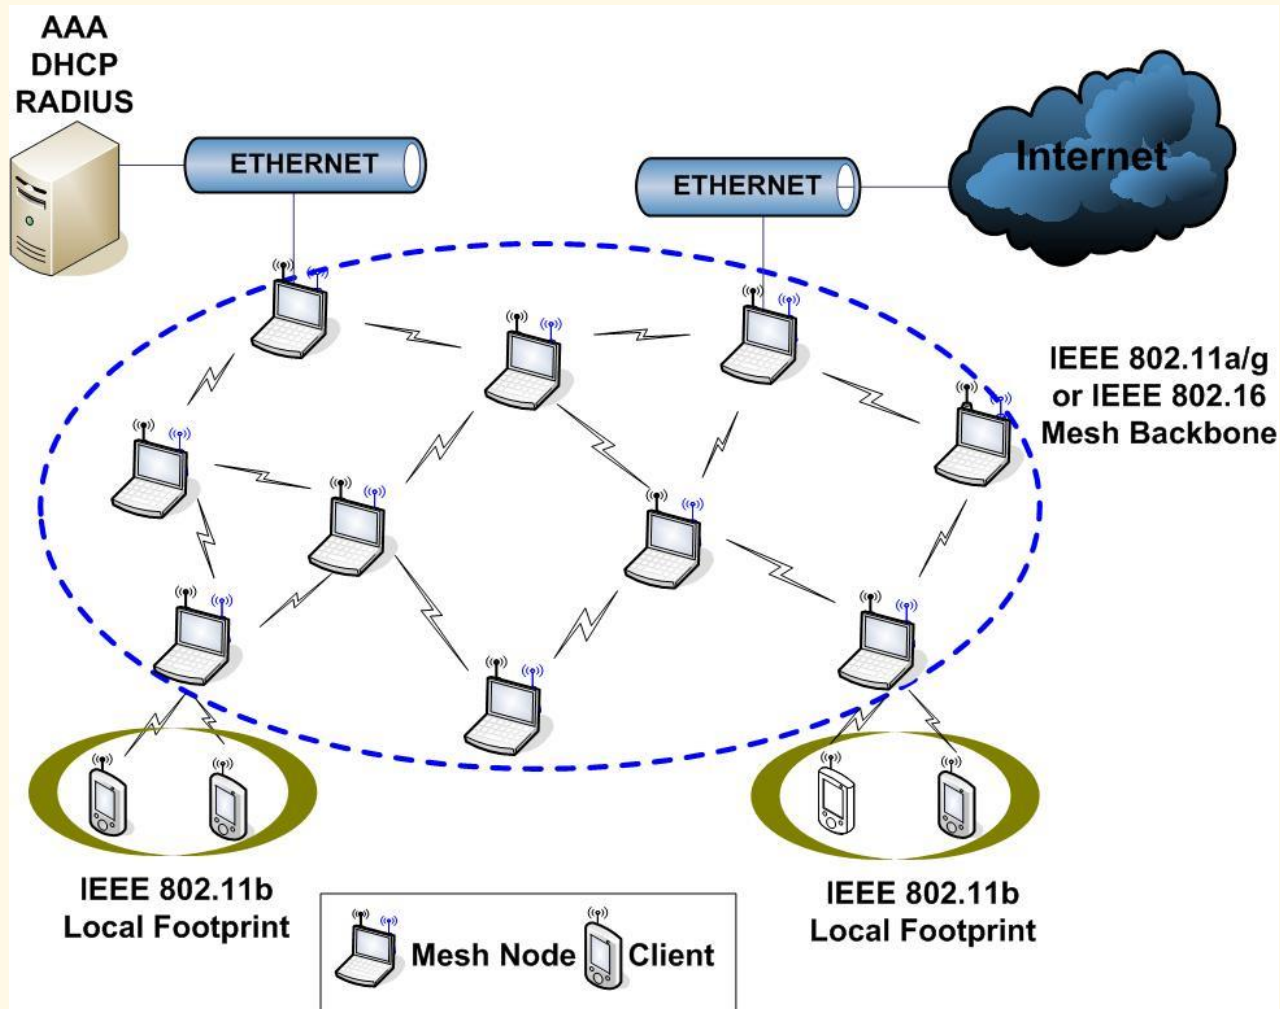 AAA
DHCP
RADIUS
ETHERNET
ETHERNET
Internet
IEEE 802.11a/g
or IEEE 802.16
Mesh Backbone
IEEE 802.11b
Local Footprint
IEEE 802.11b
Local Footprint
Mesh Node
Client